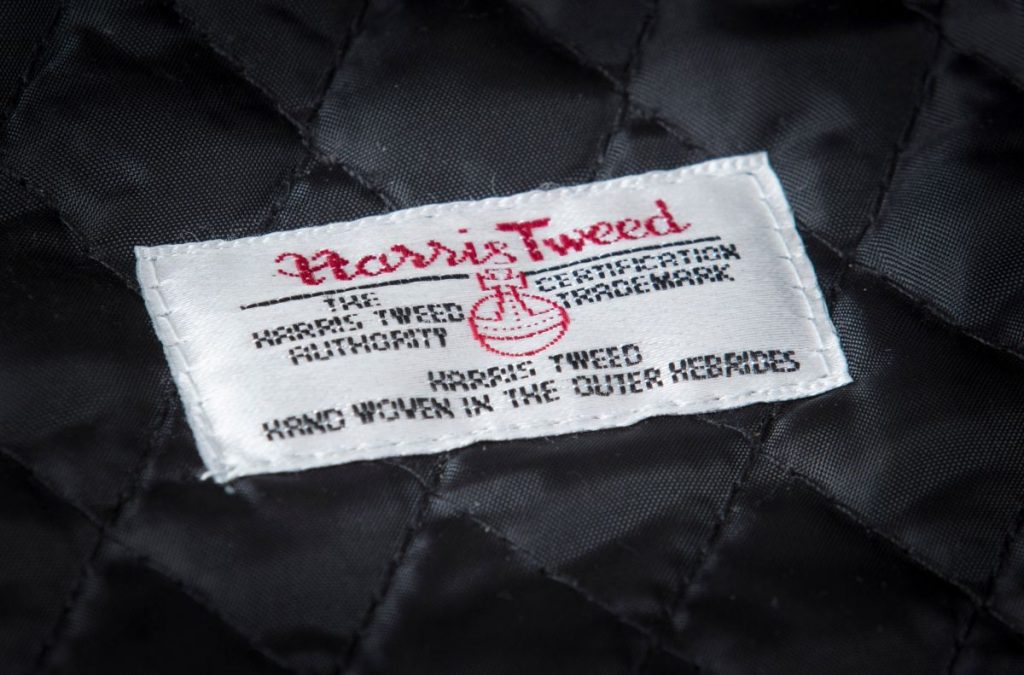 Harris Tweed
THE
HARRIS TWEED
AUTHORITY
CERTIFICATION
TRADEMARK
HARRIS TWEED
HAND WOVEN IN THE OUTER HEBRIDES